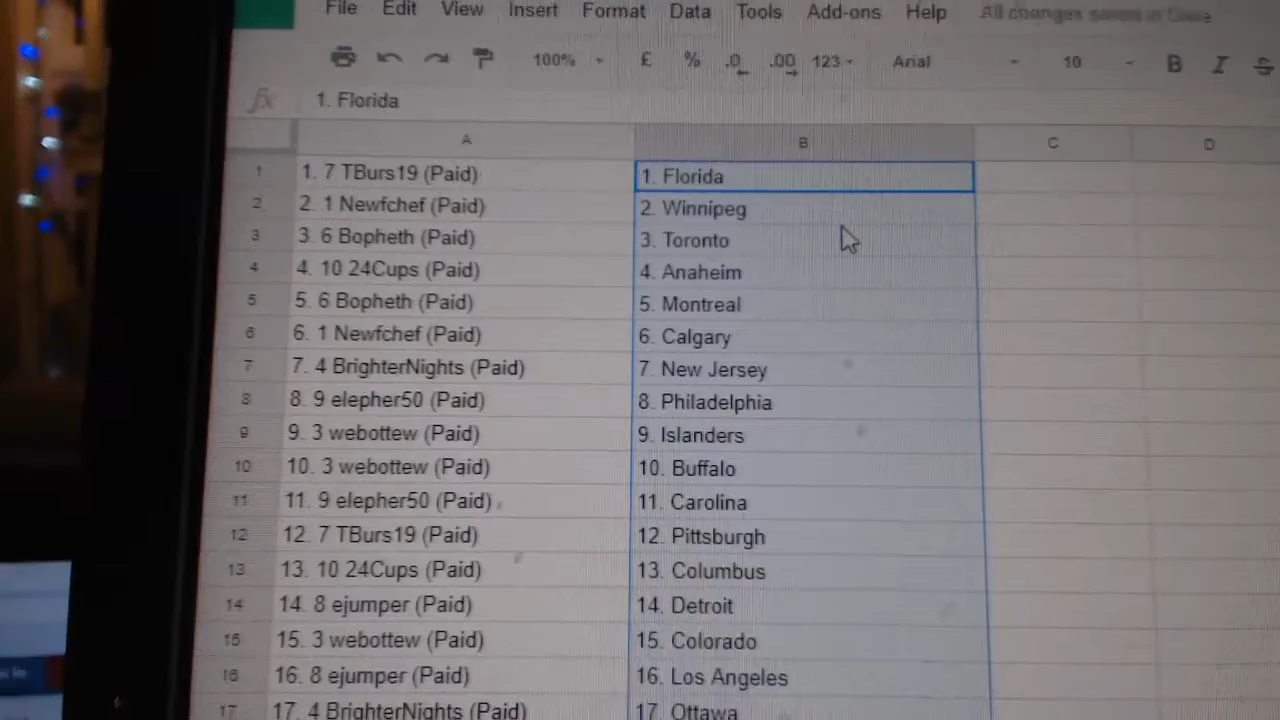 File Edit View Insert Format Data Tools Add-ons Help All changes saved in Drive
100% £ % .0 .00 123 Arial 10 B I S
fx 1. Florida
A B C D
1 1. 7 TBurs19 (Paid) 1. Florida
2 2. 1 Newfchef (Paid) 2. Winnipeg
3 3. 6 Bopheth (Paid) 3. Toronto
4 4. 10 24Cups (Paid) 4. Anaheim
5 5. 6 Bopheth (Paid) 5. Montreal
6 6. 1 Newfchef (Paid) 6. Calgary
7 7. 4 BrighterNights (Paid) 7. New Jersey
8 8. 9 elepher50 (Paid) 8. Philadelphia
9 9. 3 webottew (Paid) 9. Islanders
10 10. 3 webottew (Paid) 10. Buffalo
11 11. 9 elepher50 (Paid) 11. Carolina
12 12. 7 TBurs19 (Paid) 12. Pittsburgh
13 13. 10 24Cups (Paid) 13. Columbus
14 14. 8 ejumper (Paid) 14. Detroit
15 15. 3 webottew (Paid) 15. Colorado
16 16. 8 ejumper (Paid) 16. Los Angeles
17 17. 4 BrighterNights (Paid) 17. Ottawa